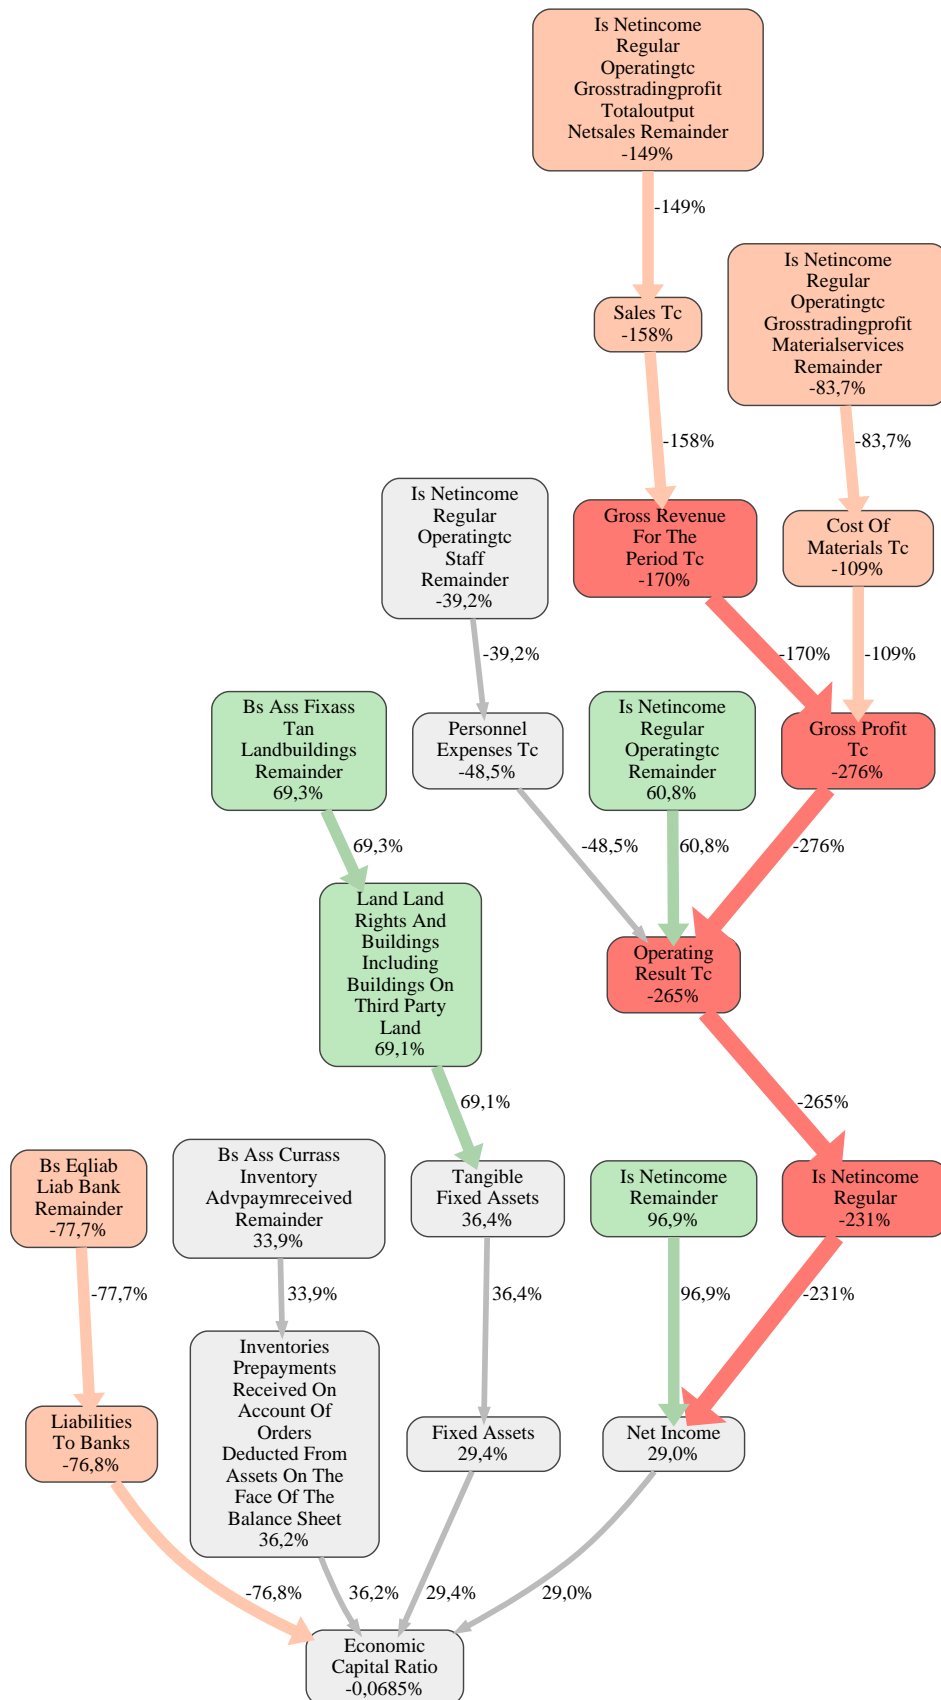 Is Netincome
Regular
Operatingtc
Grosstradingprofit
Totaloutput
Netsales Remainder
-149%
-149%
Sales Tc
-158%
Is Netincome
Regular
Operatingtc
Grosstradingprofit
Materialservices
Remainder
-83,7%
-158%
-83,7%
Is Netincome
Regular
Operatingtc
Staff
Remainder
-39,2%
Gross Revenue
For The
Period Tc
-170%
Cost Of
Materials Tc
-109%
-39,2%
-170%
-109%
Bs Ass Fixass
Tan
Landbuildings
Remainder
69,3%
Personnel
Expenses Tc
-48,5%
Is Netincome
Regular
Operatingtc
Remainder
60,8%
Gross Profit
Tc
-276%
69,3%
-48,5%
60,8%
-276%
Land Land
Rights And
Buildings
Including
Buildings On
Third Party
Land
69,1%
Operating
Result Tc
-265%
69,1%
-265%
Bs Eqliab
Liab Bank
Remainder
-77,7%
Bs Ass Currass
Inventory
Advpaymreceived
Remainder
33,9%
Tangible
Fixed Assets
36,4%
Is Netincome
Remainder
96,9%
Is Netincome
Regular
-231%
-77,7%
33,9%
36,4%
96,9%
-231%
Liabilities
To Banks
-76,8%
Inventories
Prepayments
Received On
Account Of
Orders
Deducted From
Assets On The
Face Of The
Balance Sheet
36,2%
Fixed Assets
29,4%
Net Income
29,0%
-76,8%
36,2%
29,4%
29,0%
Economic
Capital Ratio
-0,0685%